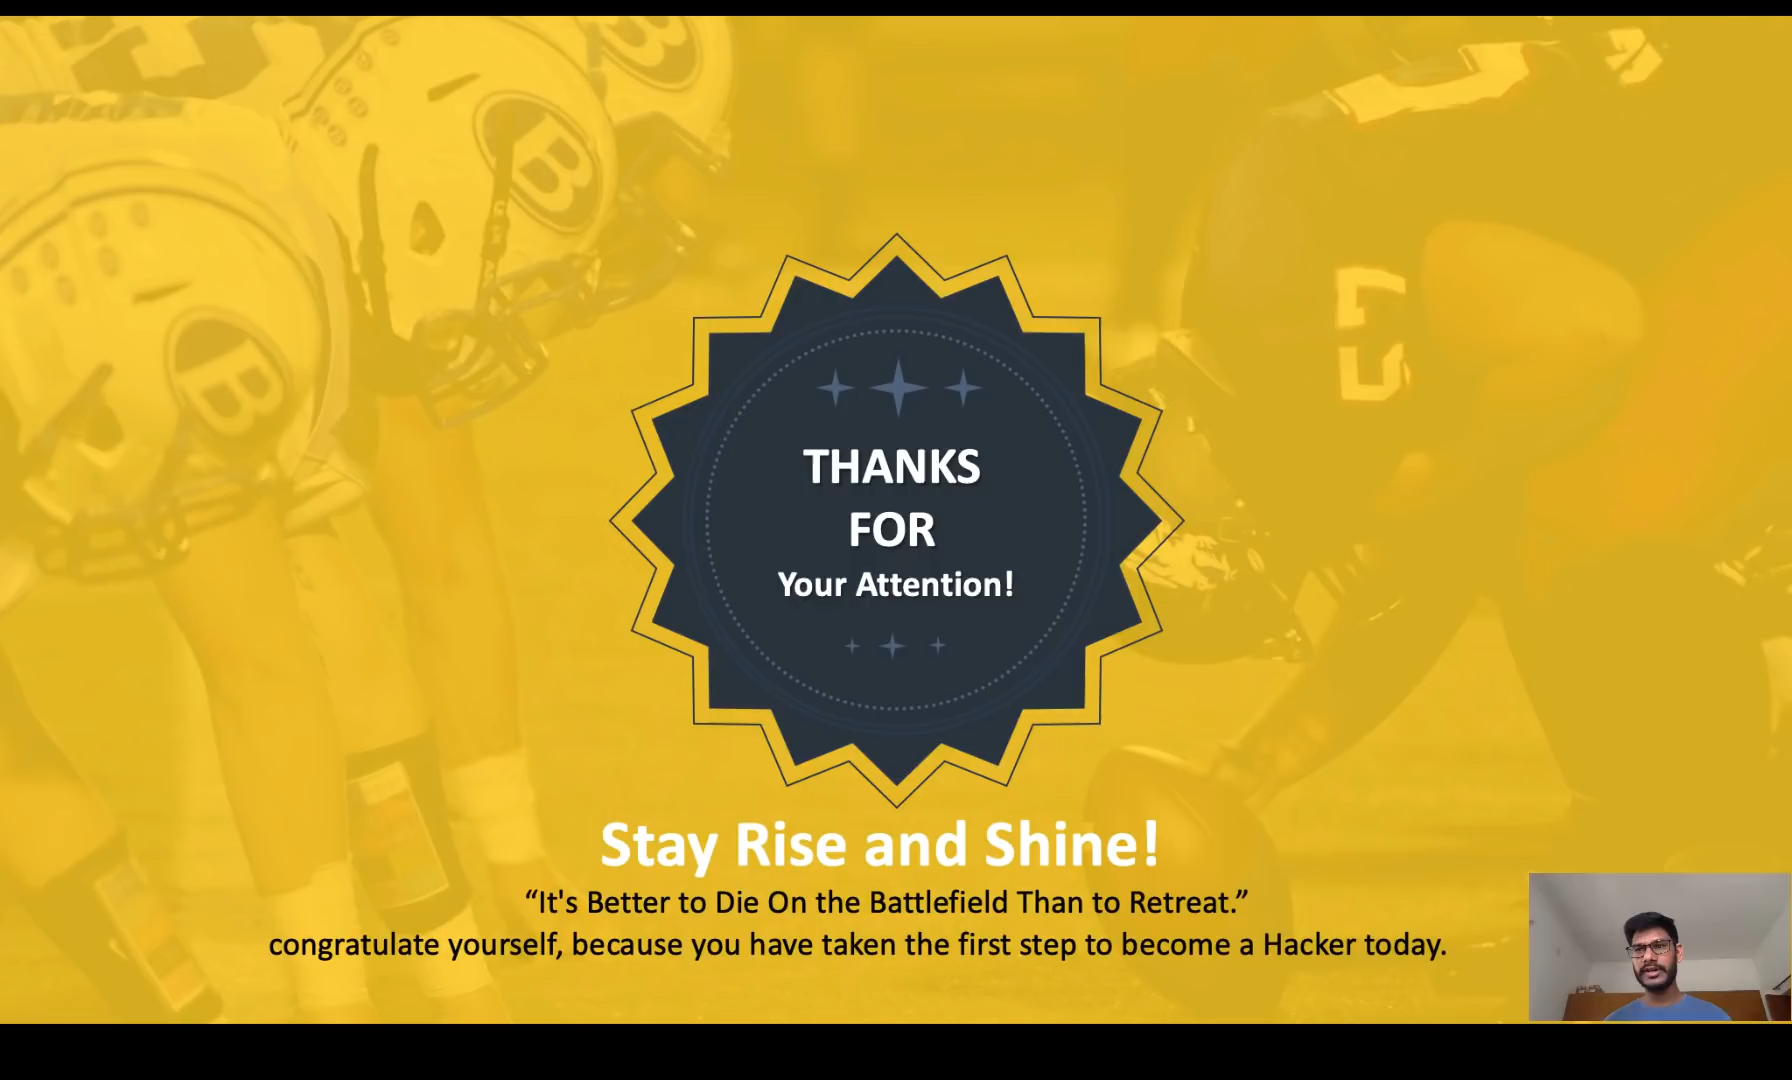 B
B
B
45
THANKS
FOR
Your Attention!
Stay Rise and Shine!
“It's Better to Die On the Battlefield Than to Retreat.”
congratulate yourself, because you have taken the first step to become a Hacker today.